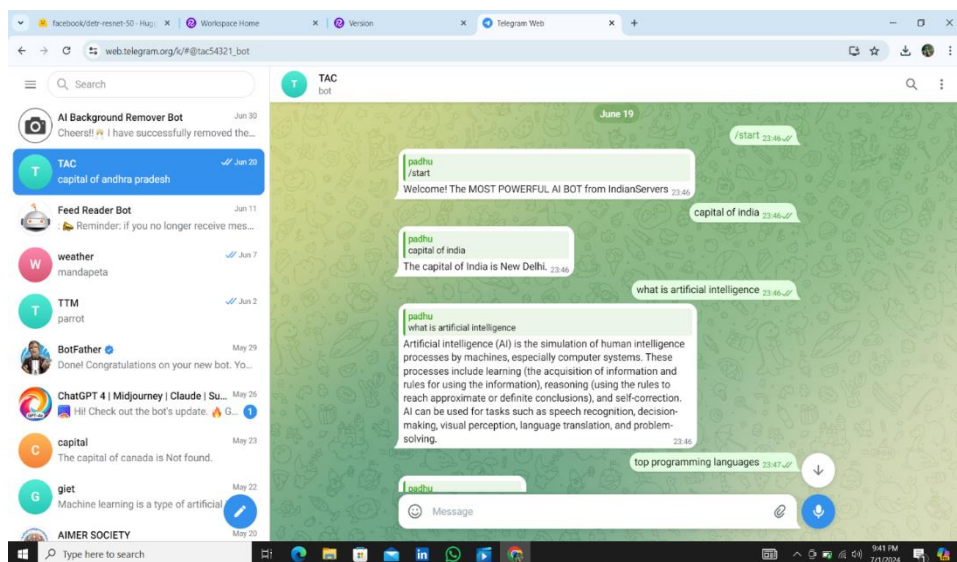 facebook/detr-resnet-50 - Hug
Workspace Home
Version
Telegram Web
web.telegram.org/k/#@tac54321_bot
Search
T
TAC
bot
AI Background Remover Bot Jun 30
Cheers!! I have successfully removed the...
T
TAC Jun 20
capital of andhra pradesh
Feed Reader Bot Jun 11
: Reminder: if you no longer receive mes...
W
weather Jun 7
mandapeta
T
TTM Jun 2
parrot
BotFather May 29
Done! Congratulations on your new bot. Yo...
ChatGPT 4 | Midjourney | Claude | Su... May 26
Hi! Check out the bot's update. G... 1
C
capital May 23
The capital of canada is Not found.
G
giet May 22
Machine learning is a type of artificial
AIMER SOCIETY May 20
June 19
/start 23:46
padhu
/start
Welcome! The MOST POWERFUL AI BOT from IndianServers 23:46
capital of india 23:46
padhu
capital of india
The capital of India is New Delhi. 23:46
what is artificial intelligence 23:46
padhu
what is artificial intelligence
Artificial intelligence (AI) is the simulation of human intelligence
processes by machines, especially computer systems. These
processes include learning (the acquisition of information and
rules for using the information), reasoning (using the rules to
reach approximate or definite conclusions), and self-correction.
AI can be used for tasks such as speech recognition, decision-
making, visual perception, language translation, and problem-
solving. 23:46
top programming languages 23:47
padhu
Message
Type here to search
9:41 PM
7/1/2024